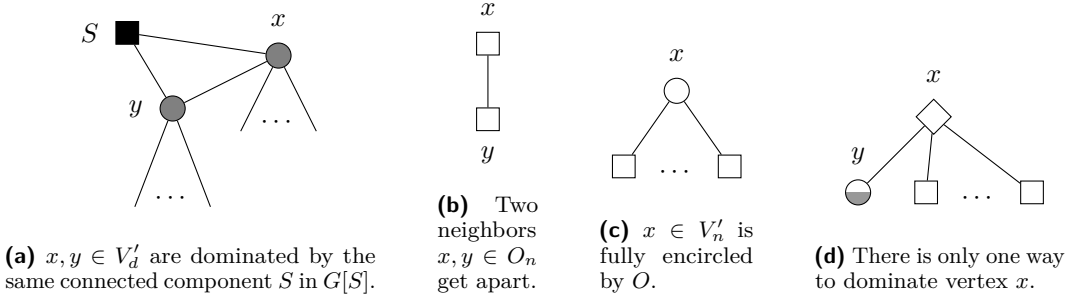 S
x
y
. . .
. . .
x
y
x
. . .
x
y
. . .
(a) x, y ∈ V′d are dominated by the
same connected component S in G[S].
(b) Two
neighbors
x, y ∈ On
get apart.
(c) x ∈ V′n is
fully encircled
by O.
(d) There is only one way
to dominate vertex x.